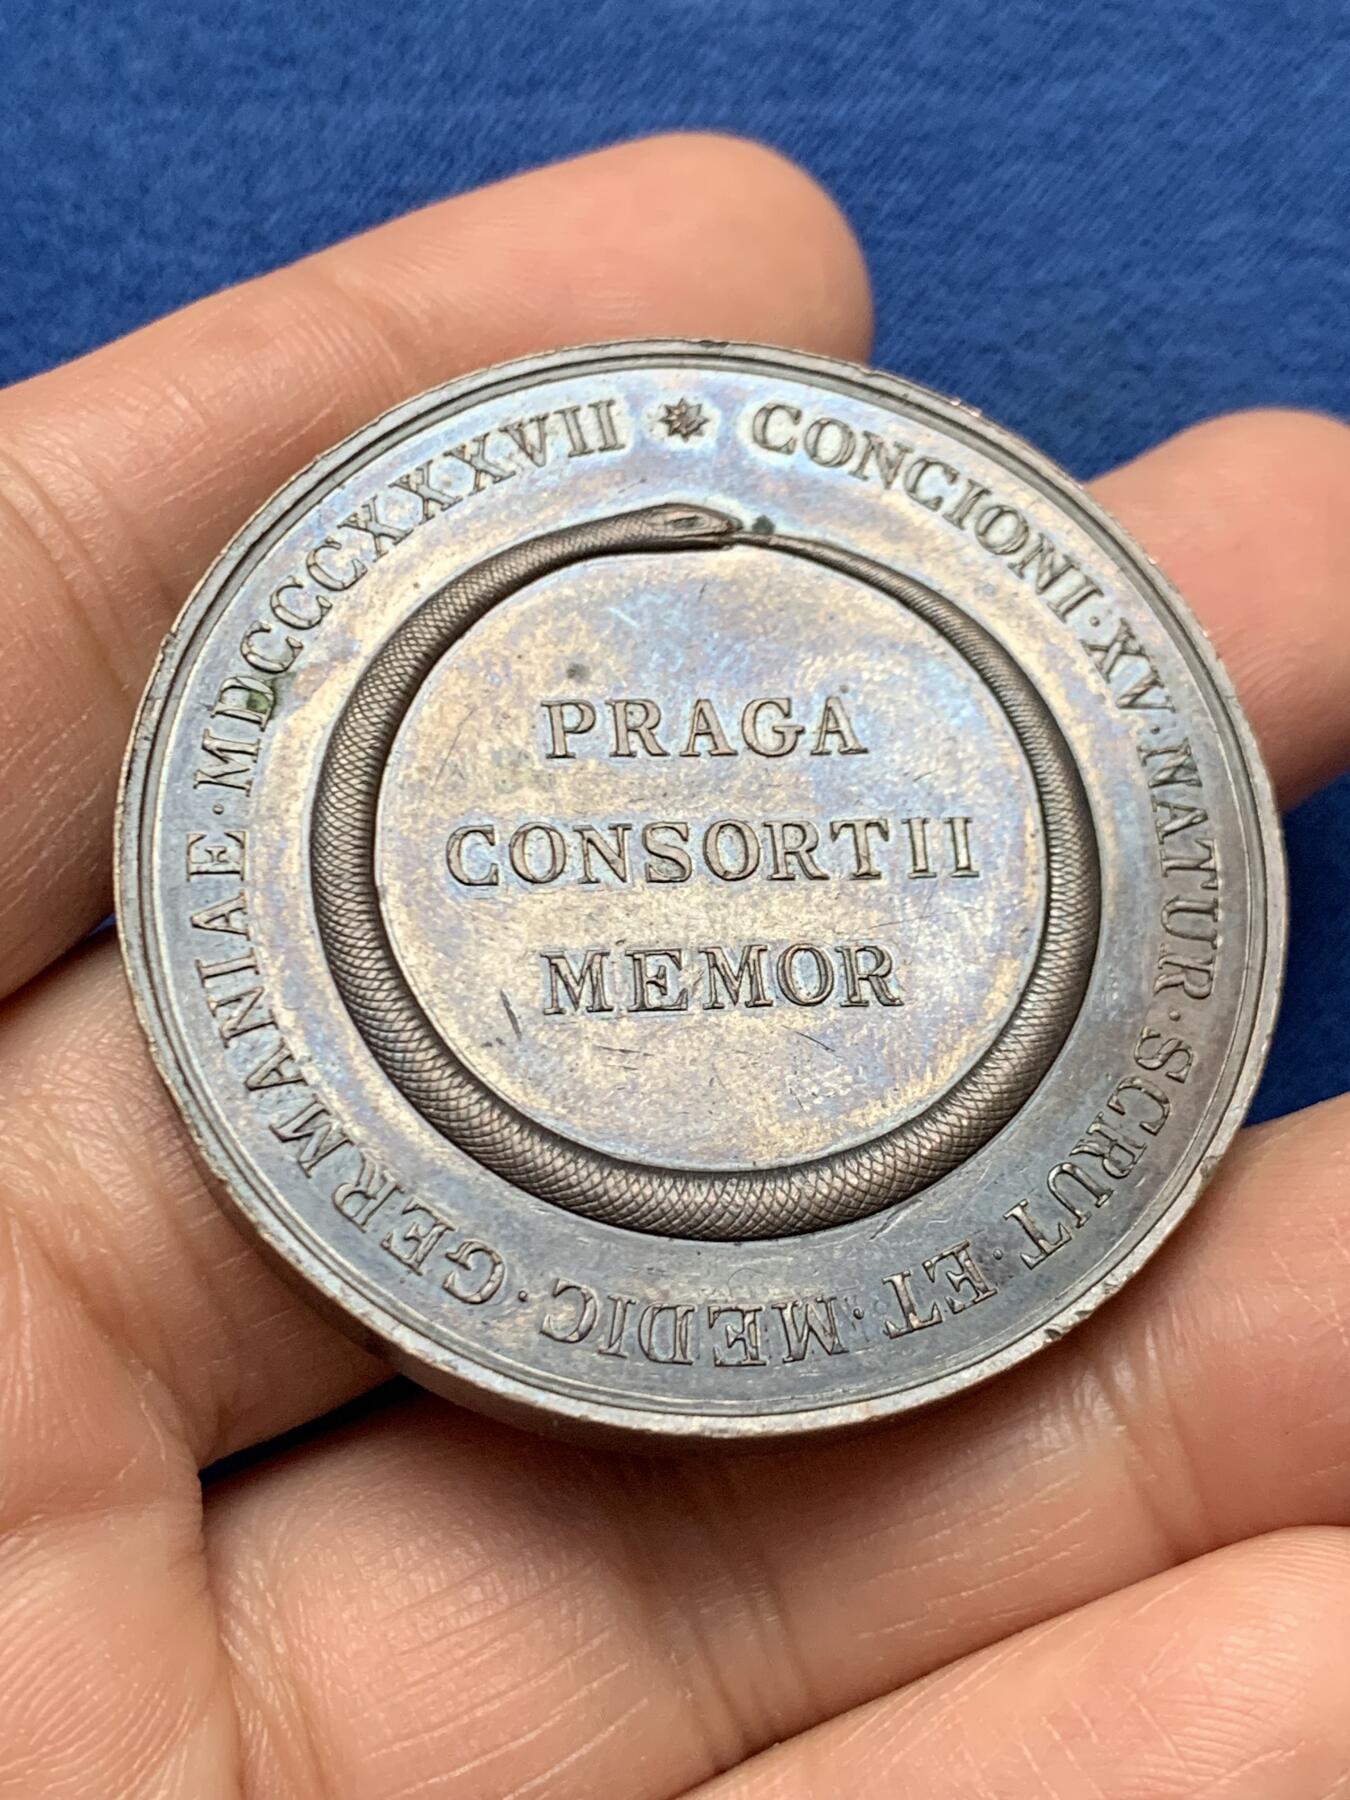 CONCIONI · XV · NATUR · SCRUT · ET · MEDIC · GERMANIAE · MDCCCXXXVII
PRAGA
CONSORTII
MEMOR